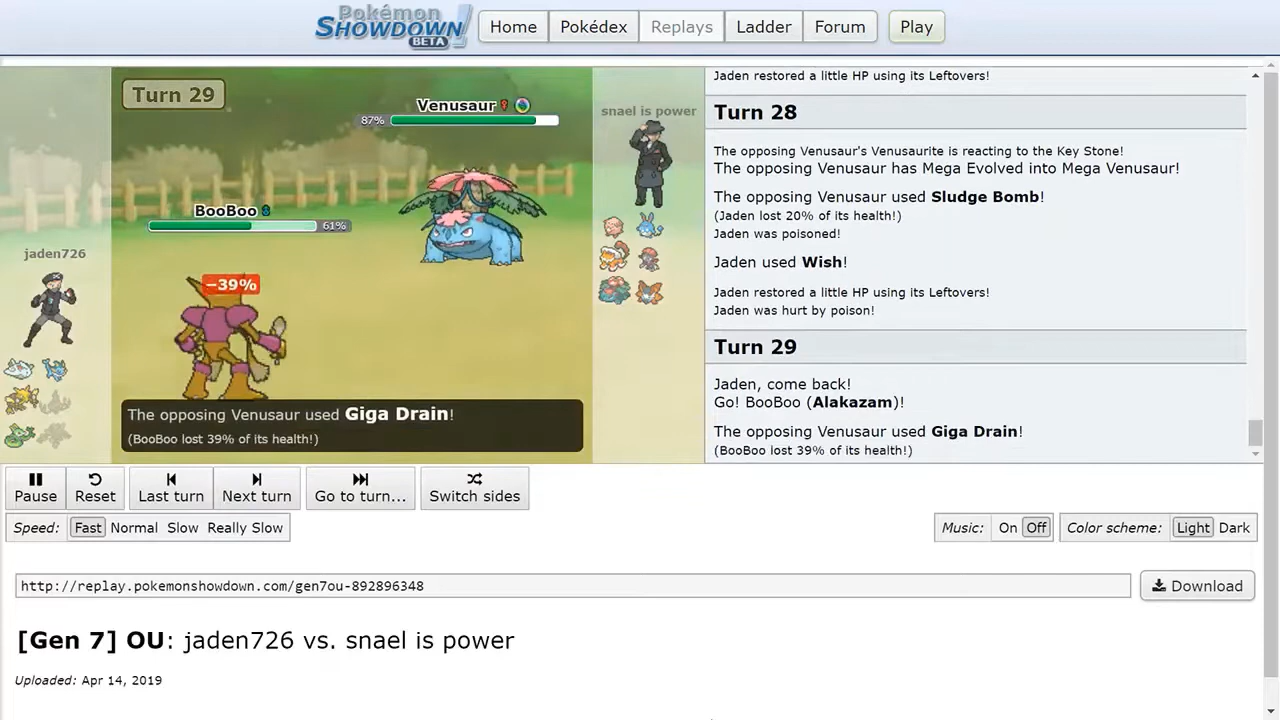 Pokémon
SHOWDOWN!
BETA
Home
Pokédex
Replays
Ladder
Forum
Play
jaden726
Turn 29
Venusaur
87%
BooBoo
61%
−39%
The opposing Venusaur used Giga Drain!
(BooBoo lost 39% of its health!)
snael is power
Jaden restored a little HP using its Leftovers!
Turn 28
The opposing Venusaur's Venusaurite is reacting to the Key Stone!
The opposing Venusaur has Mega Evolved into Mega Venusaur!
The opposing Venusaur used Sludge Bomb!
(Jaden lost 20% of its health!)
Jaden was poisoned!
Jaden used Wish!
Jaden restored a little HP using its Leftovers!
Jaden was hurt by poison!
Turn 29
Jaden, come back!
Go! BooBoo (Alakazam)!
The opposing Venusaur used Giga Drain!
(BooBoo lost 39% of its health!)
Pause
Reset
Last turn
Next turn
Go to turn...
Switch sides
Speed: Fast Normal Slow Really Slow
Music: On Off
Color scheme: Light Dark
http://replay.pokemonshowdown.com/gen7ou-892896348
Download
[Gen 7] OU: jaden726 vs. snael is power
Uploaded: Apr 14, 2019